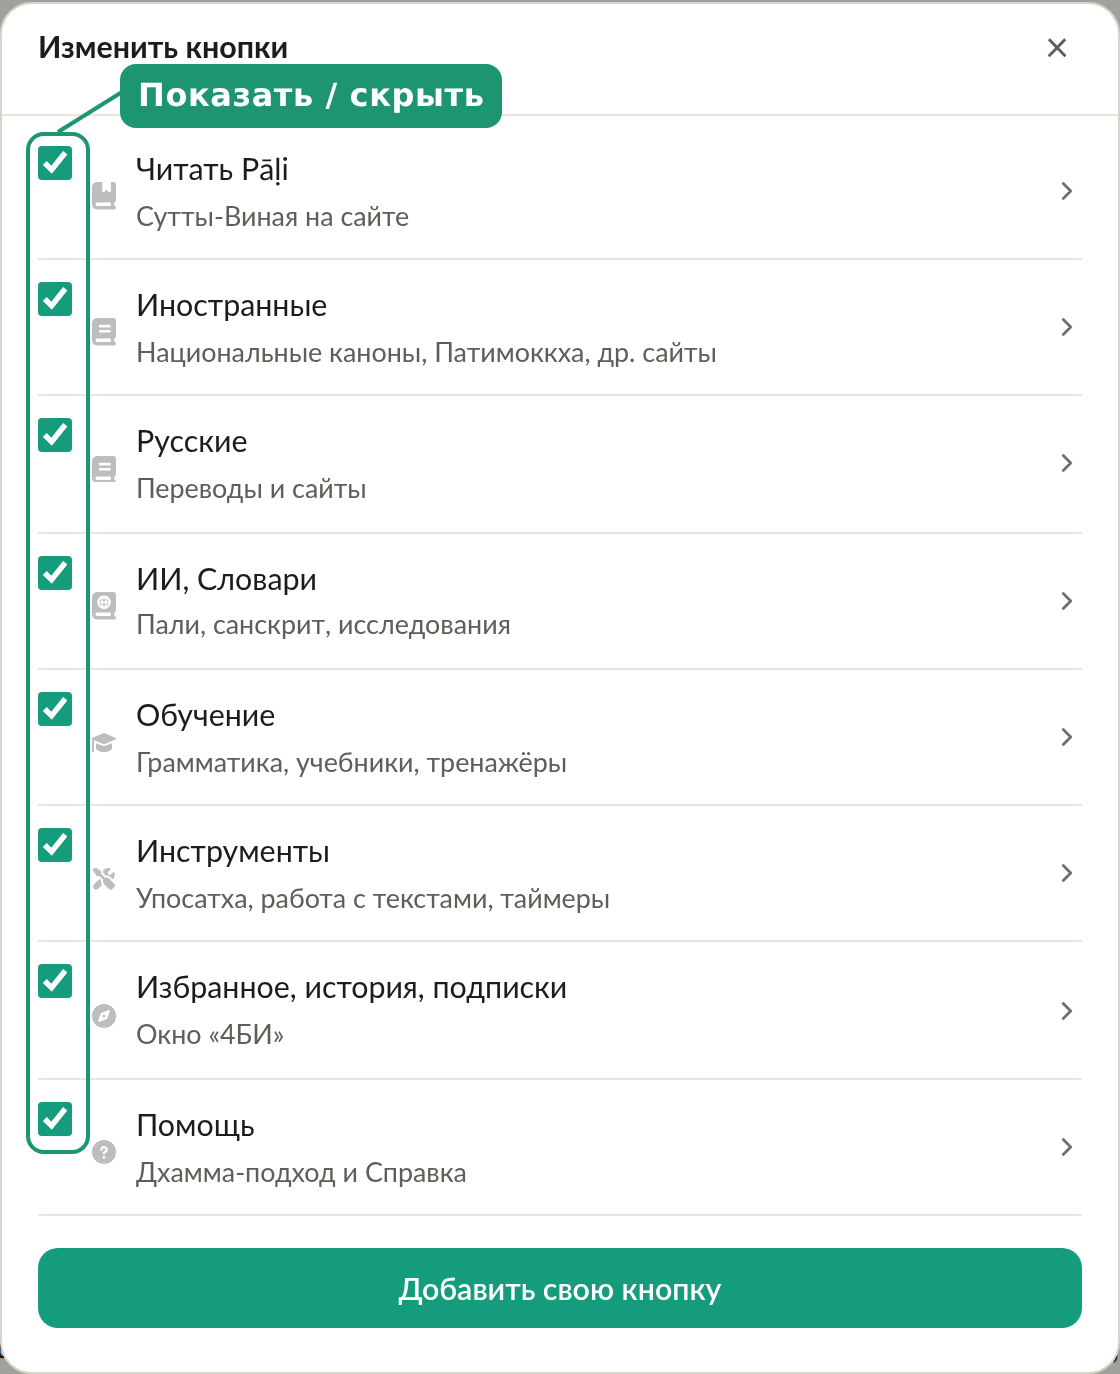 Изменить кнопки
Показать / скрыть
Читать Pāḷi
Сутты-Виная на сайте
Иностранные
Национальные каноны, Патимоккха, др. сайты
Русские
Переводы и сайты
ИИ, Словари
Пали, санскрит, исследования
Обучение
Грамматика, учебники, тренажёры
Инструменты
Упосатха, работа с текстами, таймеры
Избранное, история, подписки
Окно «4БИ»
Помощь
Дхамма-подход и Справка
Добавить свою кнопку